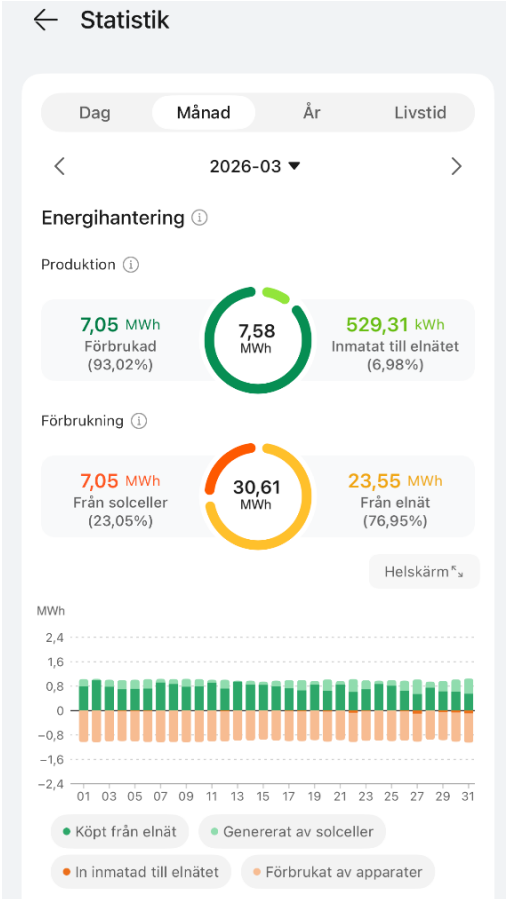 Statistik
Dag Månad År Livstid
2026-03
Energihantering
Produktion
7,05 MWh
Förbrukad
(93,02%)
7,58
MWh
529,31 kWh
Inmatat till elnätet
(6,98%)
Förbrukning
7,05 MWh
Från solceller
(23,05%)
30,61
MWh
23,55 MWh
Från elnät
(76,95%)
Helskärm
MWh
2,4
1,6
0,8
0
−0,8
−1,6
−2,4
01 03 05 07 09 11 13 15 17 19 21 23 25 27 29 31
Köpt från elnät
Genererat av solceller
In inmatad till elnätet
Förbrukat av apparater